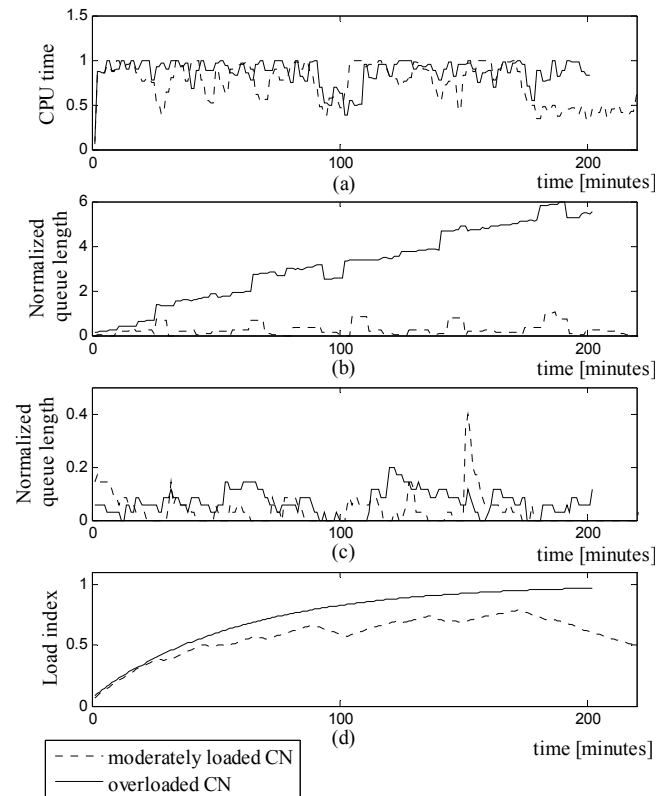 1.5
1
0.5
0
CPU time
0 100 200
(a)
time [minutes]
6
4
2
0
Normalized
queue length
0 100 200
(b)
time [minutes]
0.4
0.2
0
Normalized
queue length
0 100 200
(c)
time [minutes]
1
0.5
0
Load index
0 100 200
(d)
time [minutes]
moderately loaded CN
overloaded CN